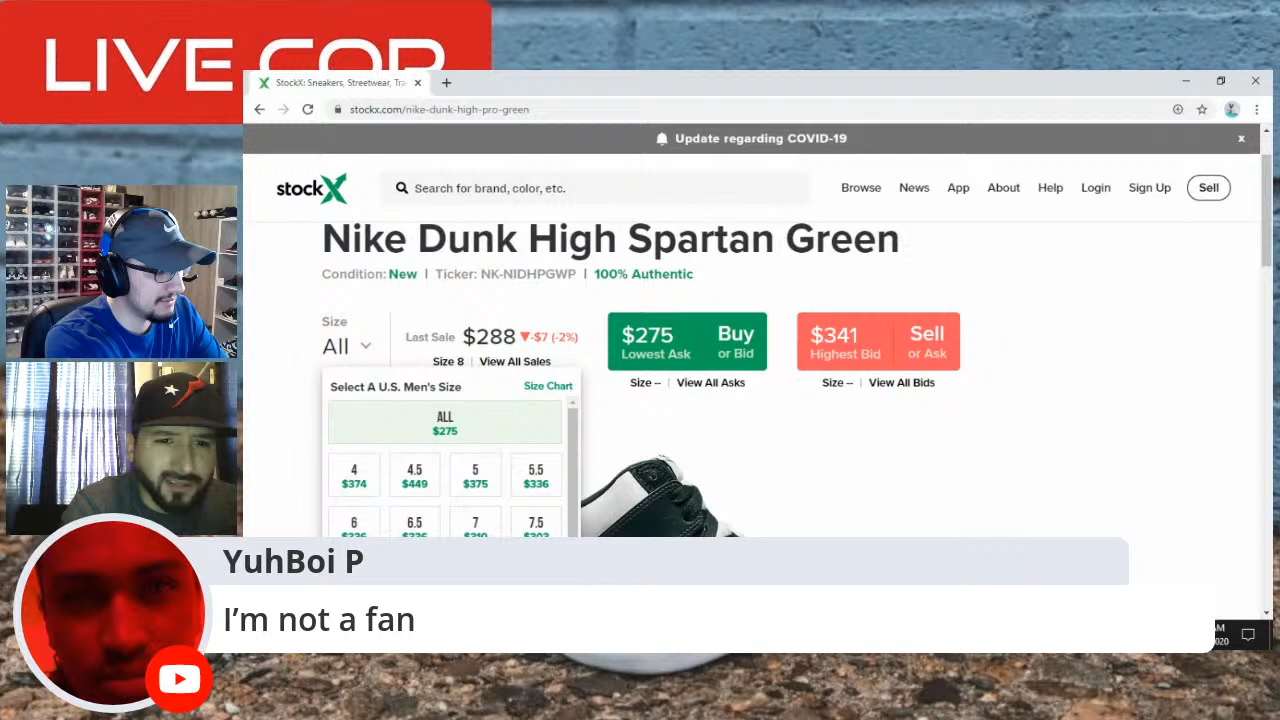 LIVE COP
StockX: Sneakers, Streetwear, Tra
stockx.com/nike-dunk-high-pro-green
Update regarding COVID-19 x
stockX
Search for brand, color, etc.
Browse News App About Help Login Sign Up Sell
Nike Dunk High Spartan Green
Condition: New | Ticker: NK-NIDHPGWP | 100% Authentic
Size
All
Last Sale $288 ▼-$7 (-2%)
Size 8 | View All Sales
$275 Buy
Lowest Ask or Bid
Size -- | View All Asks
$341 Sell
Highest Bid or Ask
Size -- | View All Bids
Select A U.S. Men's Size Size Chart
ALL
$275
4 4.5 5 5.5
$374 $449 $375 $336
6 6.5 7 7.5
YuhBoi P
I'm not a fan
AM
2020